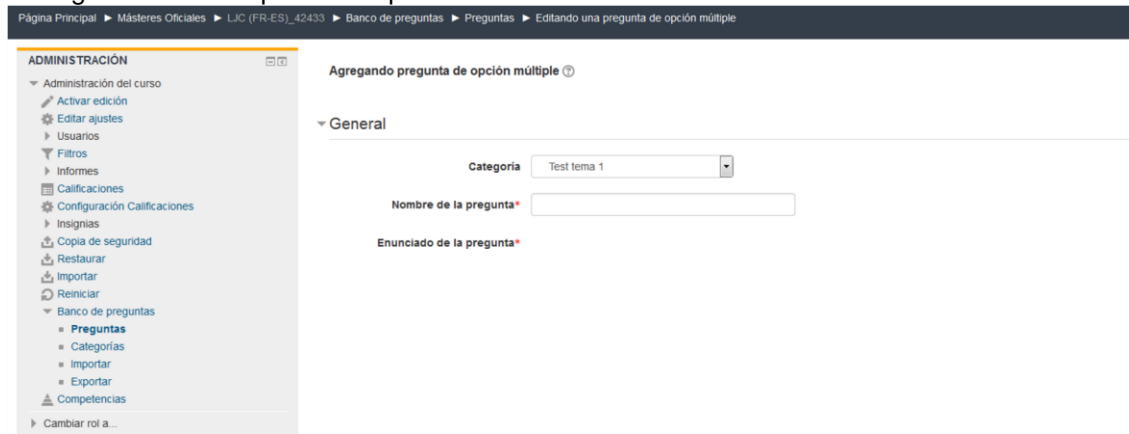 Página Principal ► Másteres Oficiales ► LJC (FR-ES)_42433 ► Banco de preguntas ► Preguntas ► Editando una pregunta de opción múltiple
ADMINISTRACIÓN
Administración del curso
Activar edición
Editar ajustes
Usuarios
Filtros
Informes
Calificaciones
Configuración Calificaciones
Insignias
Copia de seguridad
Restaurar
Importar
Reiniciar
Banco de preguntas
Preguntas
Categorías
Importar
Exportar
Competencias
Cambiar rol a...
Agregando pregunta de opción múltiple
General
Categoría Test tema 1
Nombre de la pregunta*
Enunciado de la pregunta*